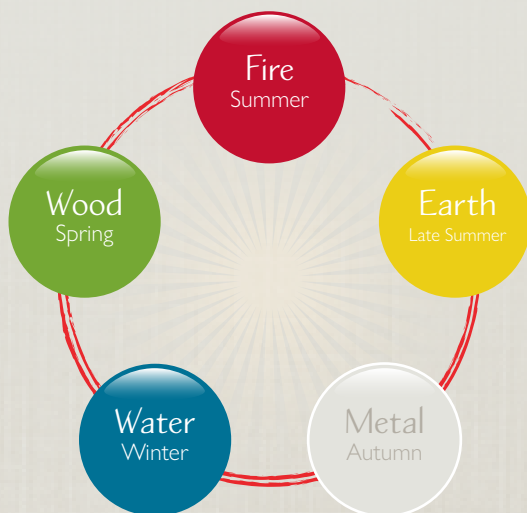 Fire
Summer
Wood
Spring
Earth
Late Summer
Water
Winter
Metal
Autumn